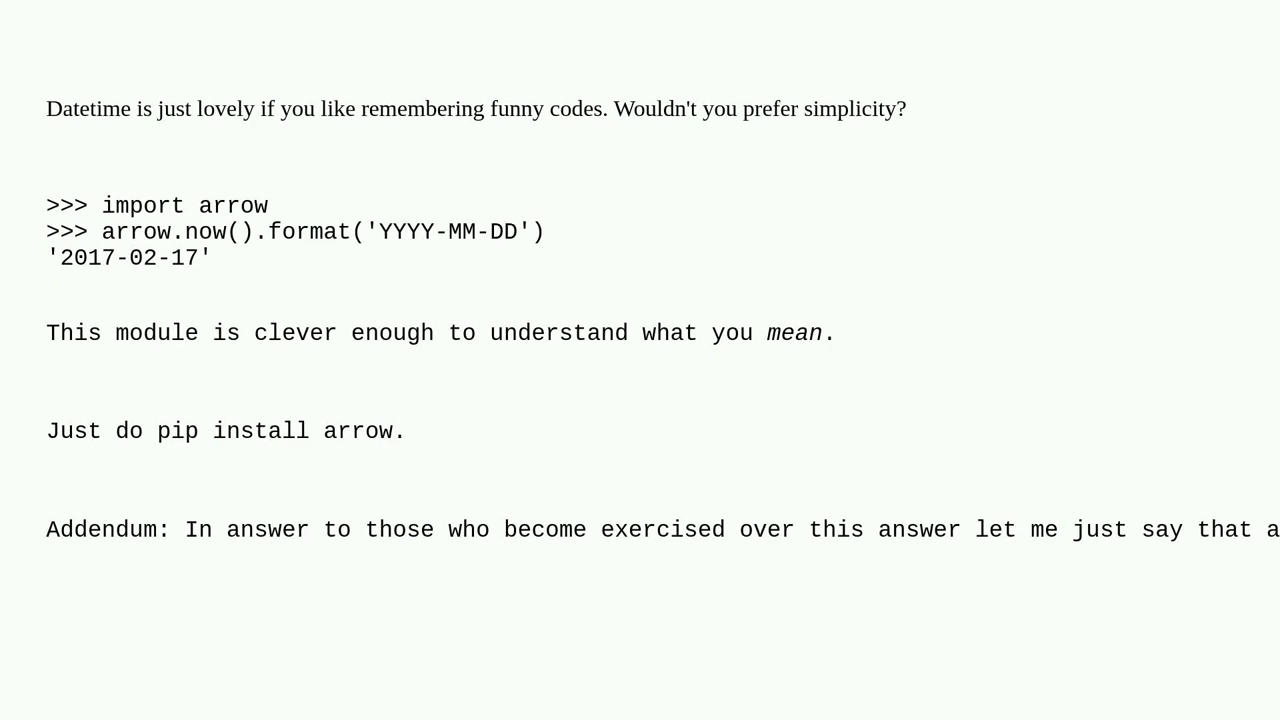 Datetime is just lovely if you like remembering funny codes. Wouldn't you prefer simplicity?
>>> import arrow
>>> arrow.now().format('YYYY-MM-DD')
'2017-02-17'
This module is clever enough to understand what you mean.
Just do pip install arrow.
Addendum: In answer to those who become exercised over this answer let me just say that